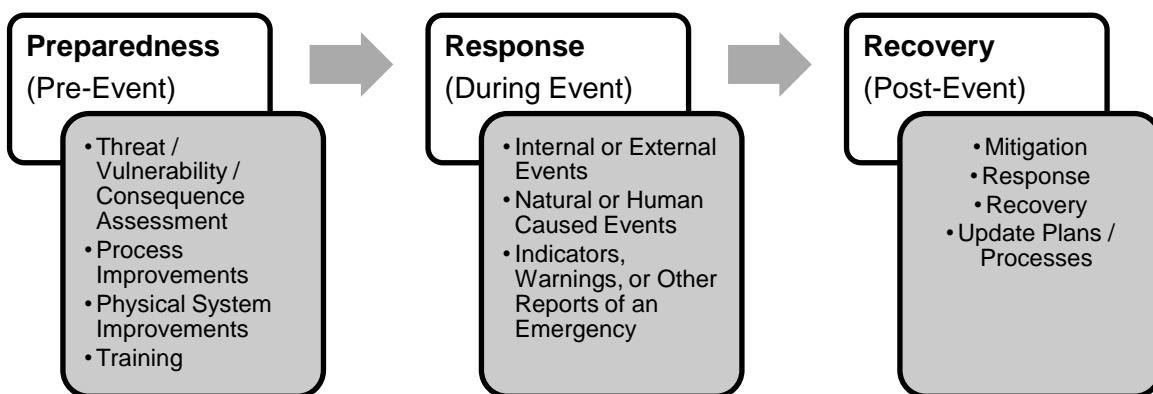 Preparedness
(Pre-Event)
• Threat /
Vulnerability /
Consequence
Assessment
• Process
Improvements
• Physical System
Improvements
• Training
Response
(During Event)
• Internal or External
Events
• Natural or Human
Caused Events
• Indicators,
Warnings, or Other
Reports of an
Emergency
Recovery
(Post-Event)
• Mitigation
• Response
• Recovery
• Update Plans /
Processes